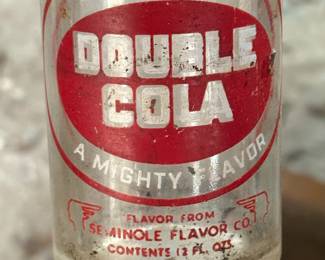 DOUBLE
COLA
A MIGHTY FLAVOR
FLAVOR FROM
SEMINOLE FLAVOR CO.
CONTENTS 12 FL. OZS.